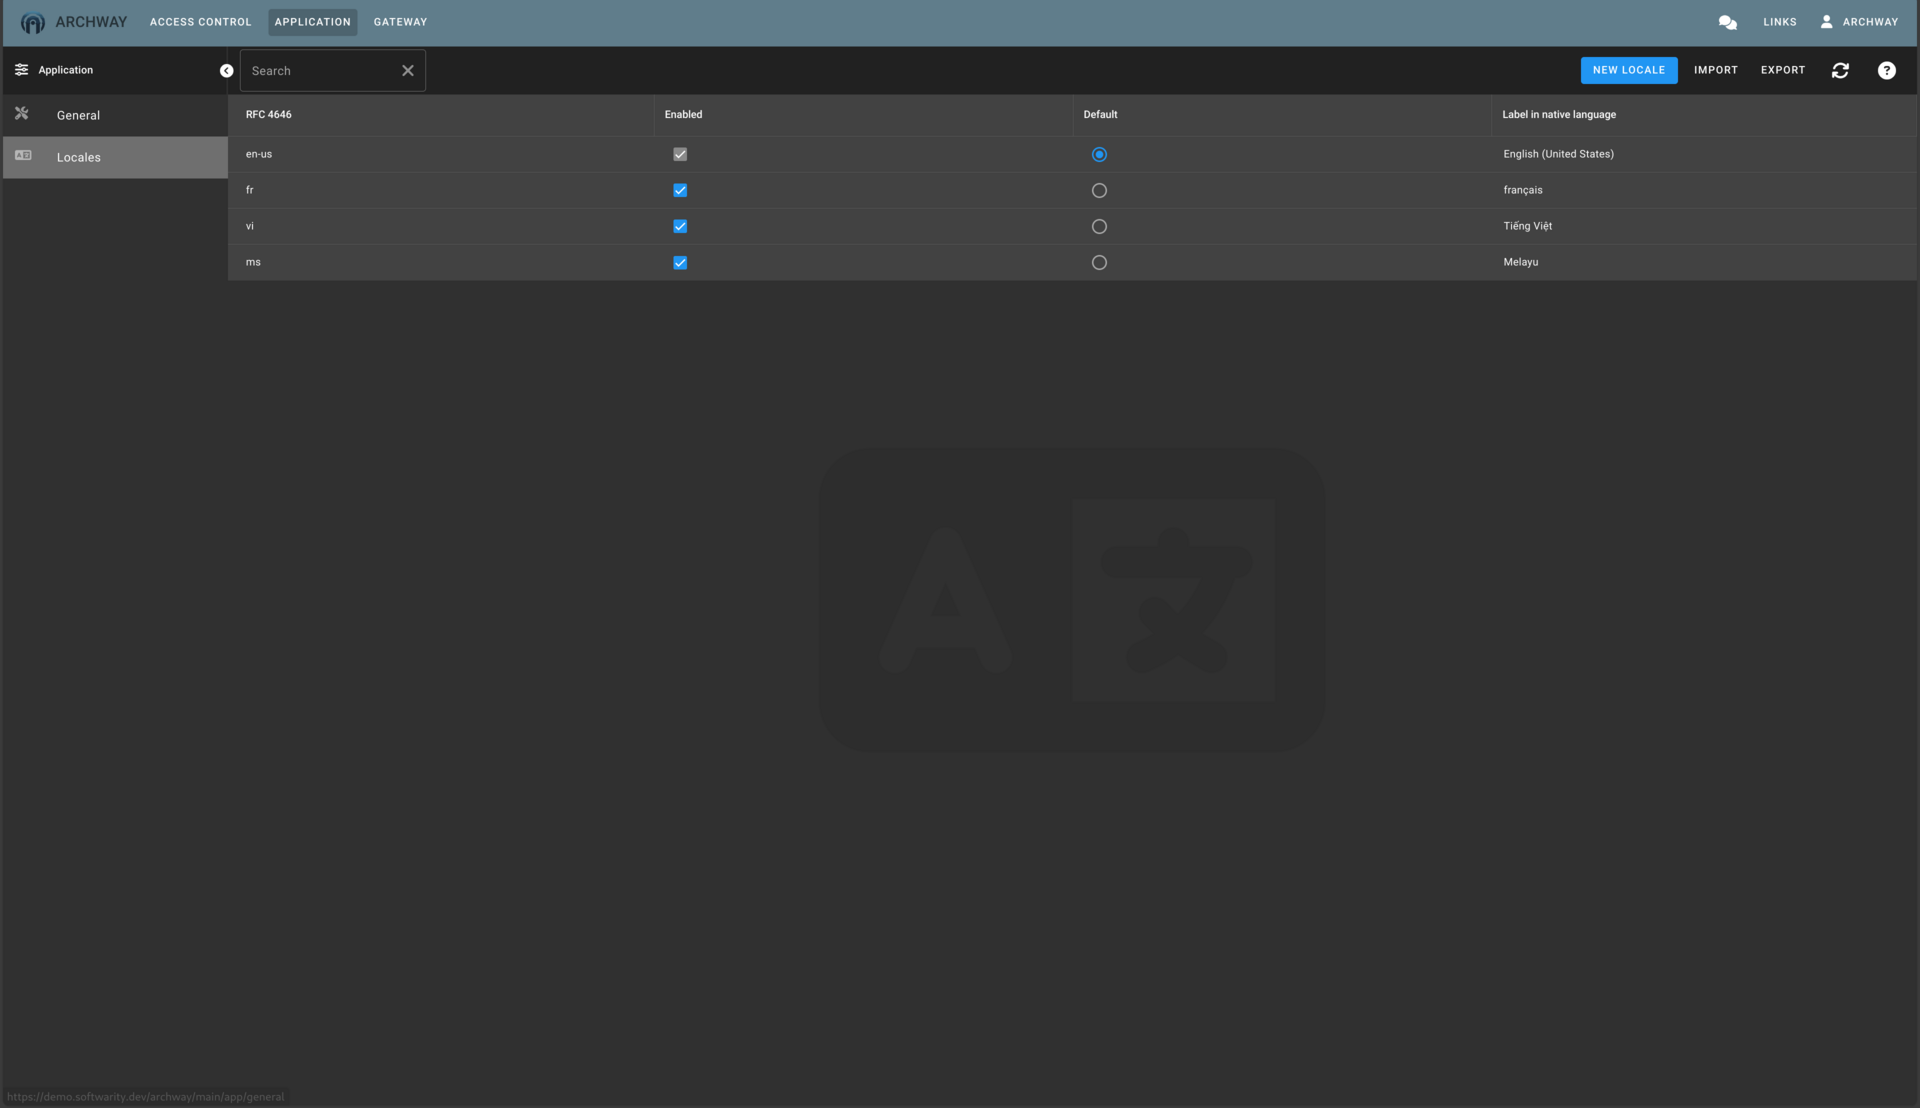 ARCHWAY ACCESS CONTROL APPLICATION GATEWAY LINKS ARCHWAY
Application Search NEW LOCALE IMPORT EXPORT
General
Locales
RFC 4646 Enabled Default Label in native language
en-us English (United States)
fr français
vi Tiếng Việt
ms Melayu
A 文
https://demo.softwarity.dev/archway/main/app/general